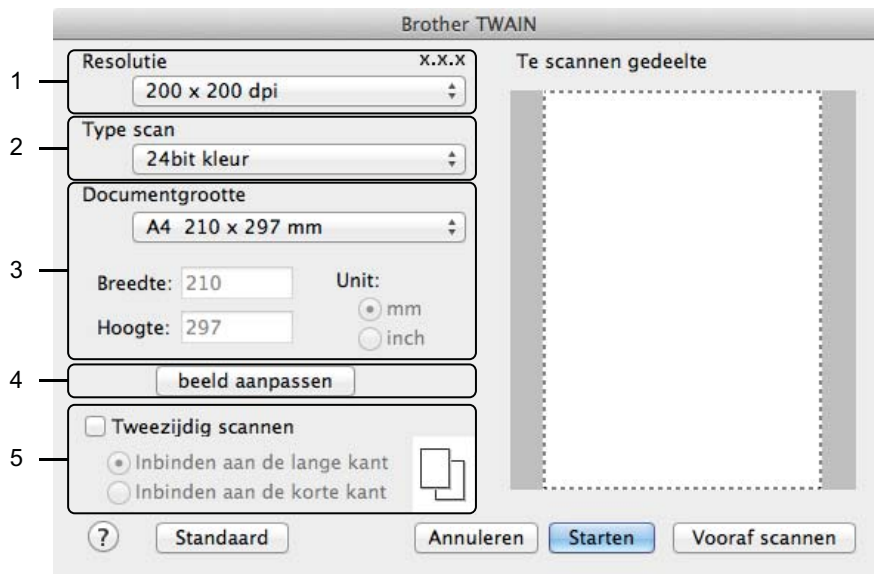 Brother TWAIN
1
Resolutie x.x.x
200 x 200 dpi
2
Type scan
24bit kleur
3
Documentgrootte
A4 210 x 297 mm
Breedte: 210
Hoogte: 297
Unit:
mm
inch
4
beeld aanpassen
5
Tweezijdig scannen
Inbinden aan de lange kant
Inbinden aan de korte kant
Te scannen gedeelte
? Standaard Annuleren Starten Vooraf scannen